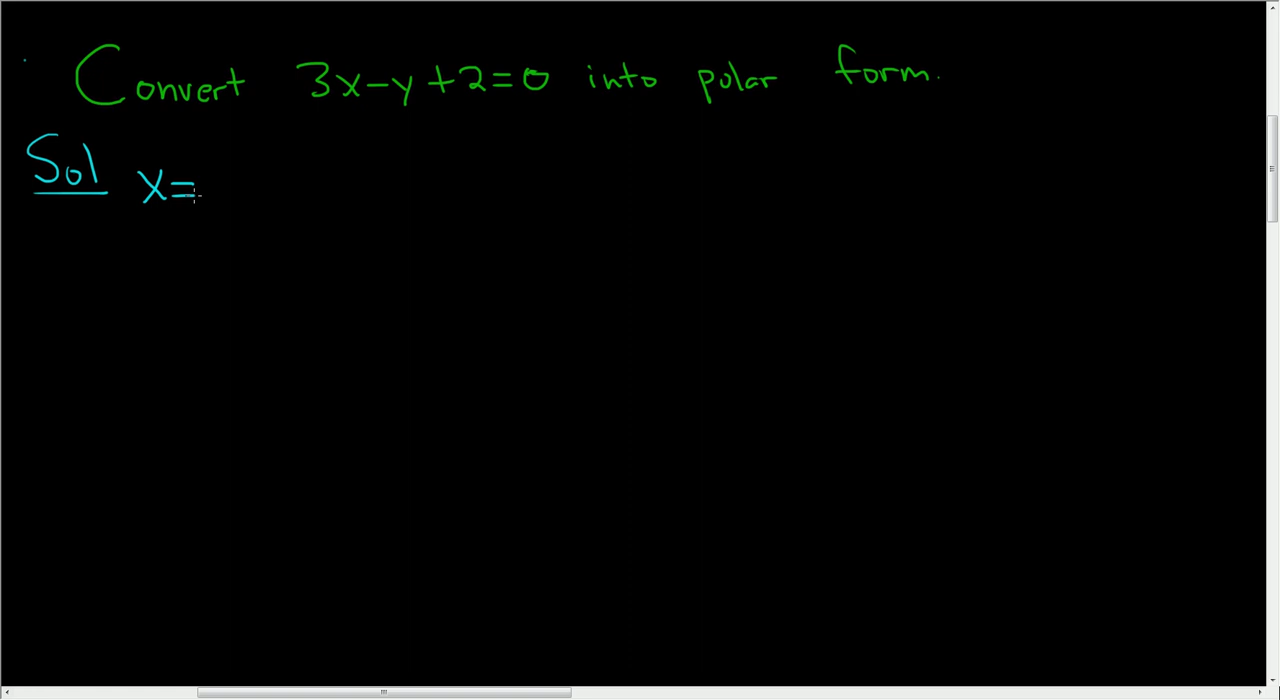 Convert 3x-y+2=0 into polar form.
Sol x=